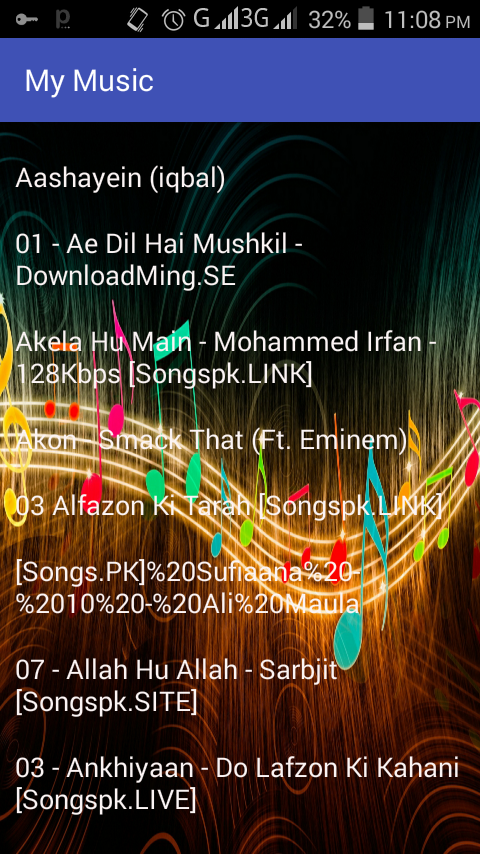 G 3G 32% 11:08 PM
My Music
Aashayein (iqbal)
01 - Ae Dil Hai Mushkil -
DownloadMing.SE
Akela Hu Main - Mohammed Irfan -
128Kbps [Songspk.LINK]
Akon - Smack That (Ft. Eminem)
03 Alfazon Ki Tarah [Songspk.LINK]
[Songs.PK]%20Sufiaana%20-
%2010%20-%20Ali%20Maula
07 - Allah Hu Allah - Sarbjit
[Songspk.SITE]
03 - Ankhiyaan - Do Lafzon Ki Kahani
[Songspk.LIVE]